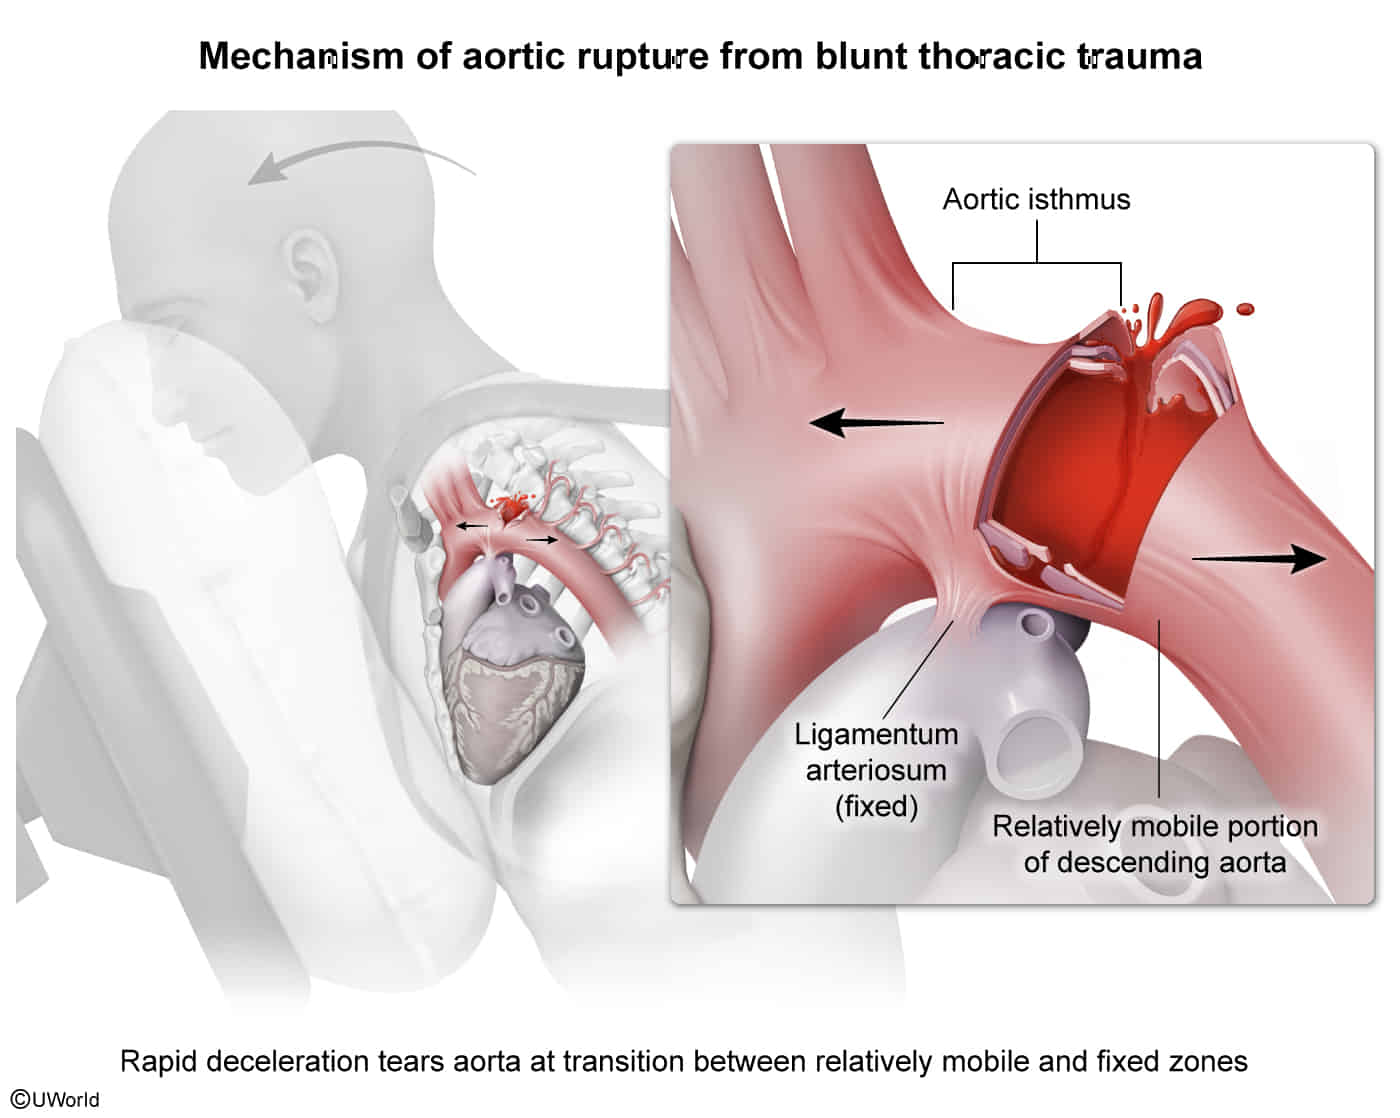 Mechanism of aortic rupture from blunt thoracic trauma
Aortic isthmus
Ligamentum
arteriosum
(fixed)
Relatively mobile portion
of descending aorta
Rapid deceleration tears aorta at transition between relatively mobile and fixed zones
©UWorld